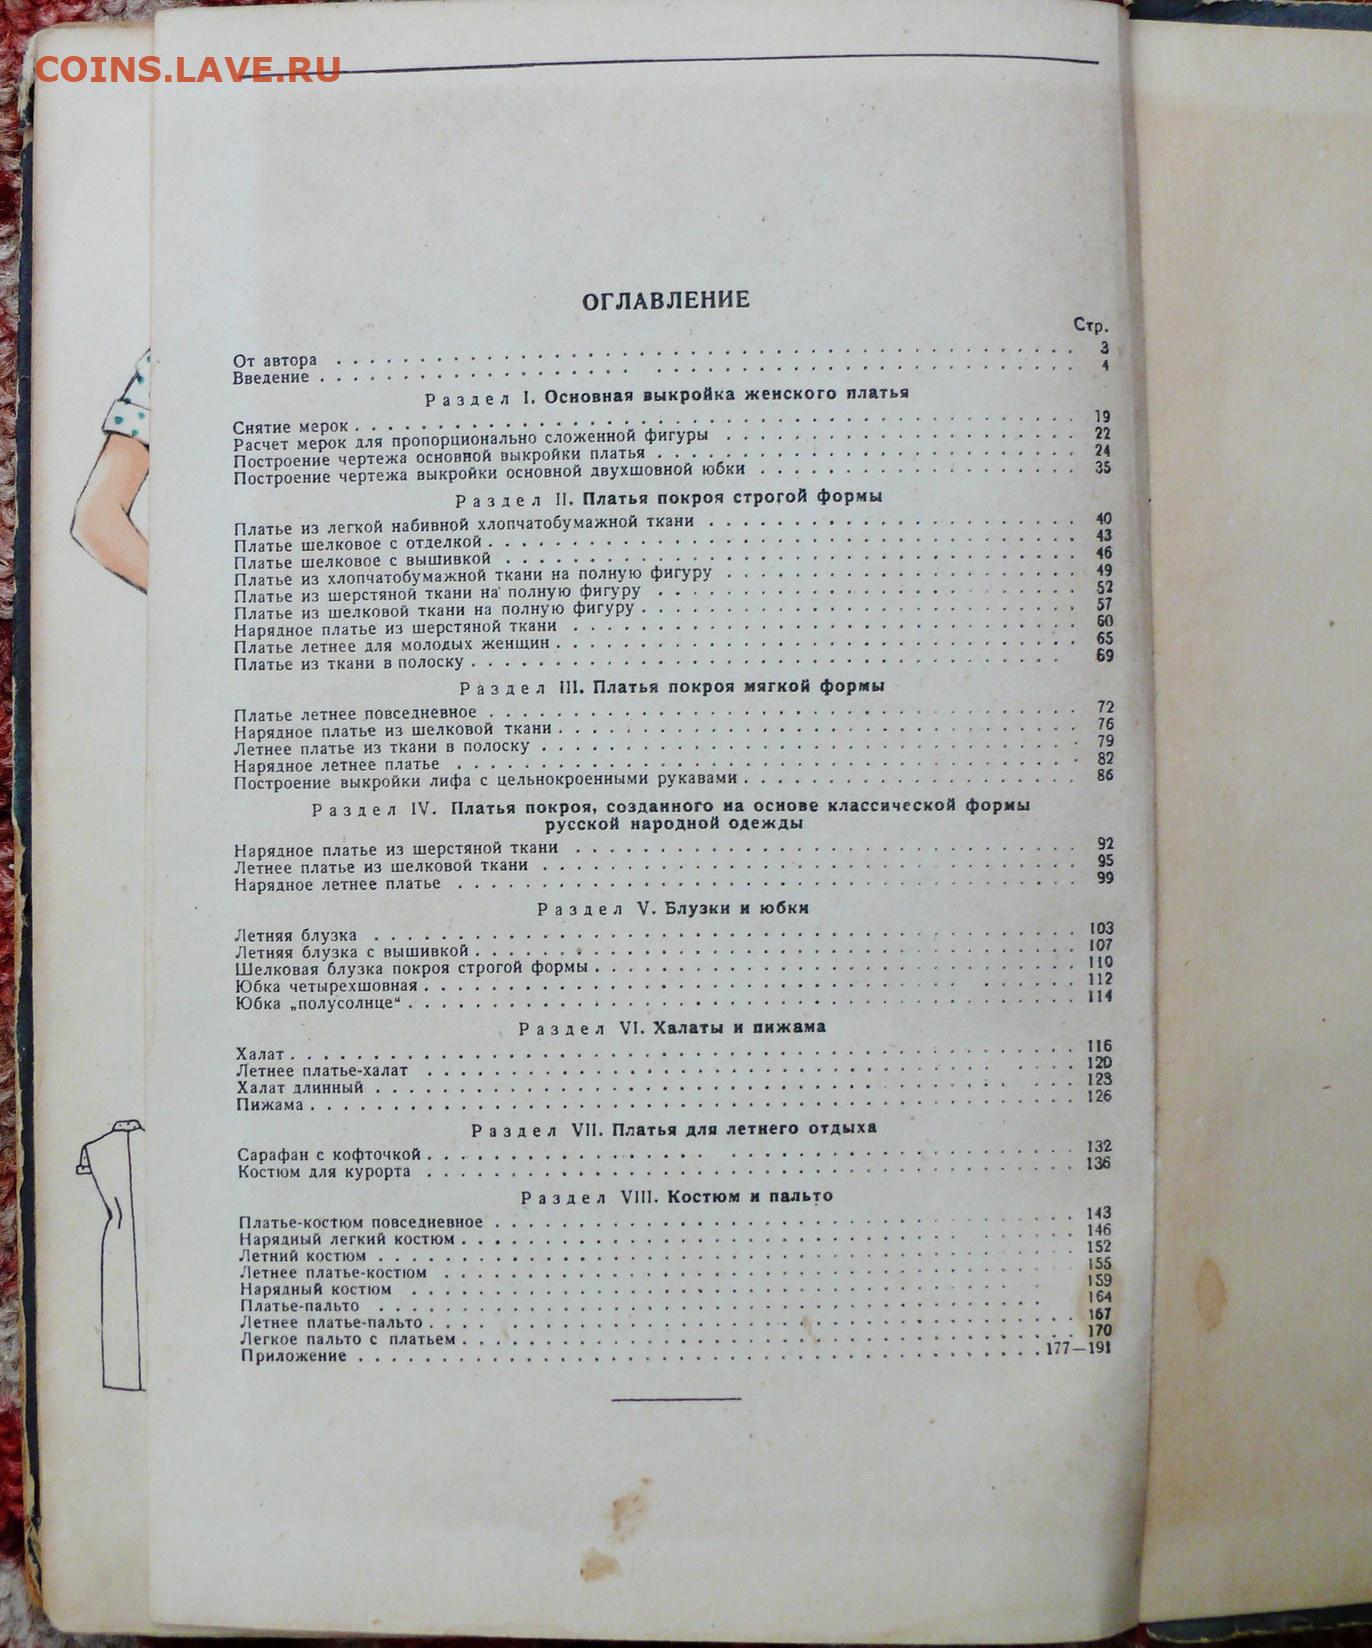 COINS.LAVE.RU
ОГЛАВЛЕНИЕ
Стр.
От автора . . . 3
Введение . . . 4
Раздел I. Основная выкройка женского платья
Снятие мерок . . . 19
Расчет мерок для пропорционально сложенной фигуры . . . 22
Построение чертежа основной выкройки платья . . . 24
Построение чертежа выкройки основной двухшовной юбки . . . 35
Раздел II. Платья покроя строгой формы
Платье из легкой набивной хлопчатобумажной ткани . . . 40
Платье шелковое с отделкой . . . 43
Платье шелковое с вышивкой . . . 46
Платье из хлопчатобумажной ткани на полную фигуру . . . 49
Платье из шерстяной ткани на полную фигуру . . . 52
Платье из шелковой ткани на полную фигуру . . . 57
Нарядное платье из шерстяной ткани . . . 60
Платье летнее для молодых женщин . . . 65
Платье из ткани в полоску . . . 69
Раздел III. Платья покроя мягкой формы
Платье летнее повседневное . . . 72
Нарядное платье из шелковой ткани . . . 76
Летнее платье из ткани в полоску . . . 79
Нарядное летнее платье . . . 82
Построение выкройки лифа с цельнокроенными рукавами . . . 86
Раздел IV. Платья покроя, созданного на основе классической формы
русской народной одежды
Нарядное платье из шерстяной ткани . . . 92
Летнее платье из шелковой ткани . . . 95
Нарядное летнее платье . . . 99
Раздел V. Блузки и юбки
Летняя блузка . . . 103
Летняя блузка с вышивкой . . . 107
Шелковая блузка покроя строгой формы . . . 110
Юбка четырехшовная . . . 112
Юбка „полусолнце“ . . . 114
Раздел VI. Халаты и пижама
Халат . . . 116
Летнее платье-халат . . . 120
Халат длинный . . . 123
Пижама . . . 126
Раздел VII. Платья для летнего отдыха
Сарафан с кофточкой . . . 132
Костюм для курорта . . . 136
Раздел VIII. Костюм и пальто
Платье-костюм повседневное . . . 143
Нарядный легкий костюм . . . 146
Летний костюм . . . 152
Летнее платье-костюм . . . 155
Нарядный костюм . . . 159
Платье-пальто . . . 164
Летнее платье-пальто . . . 167
Легкое пальто с платьем . . . 170
Приложение . . . 177—191